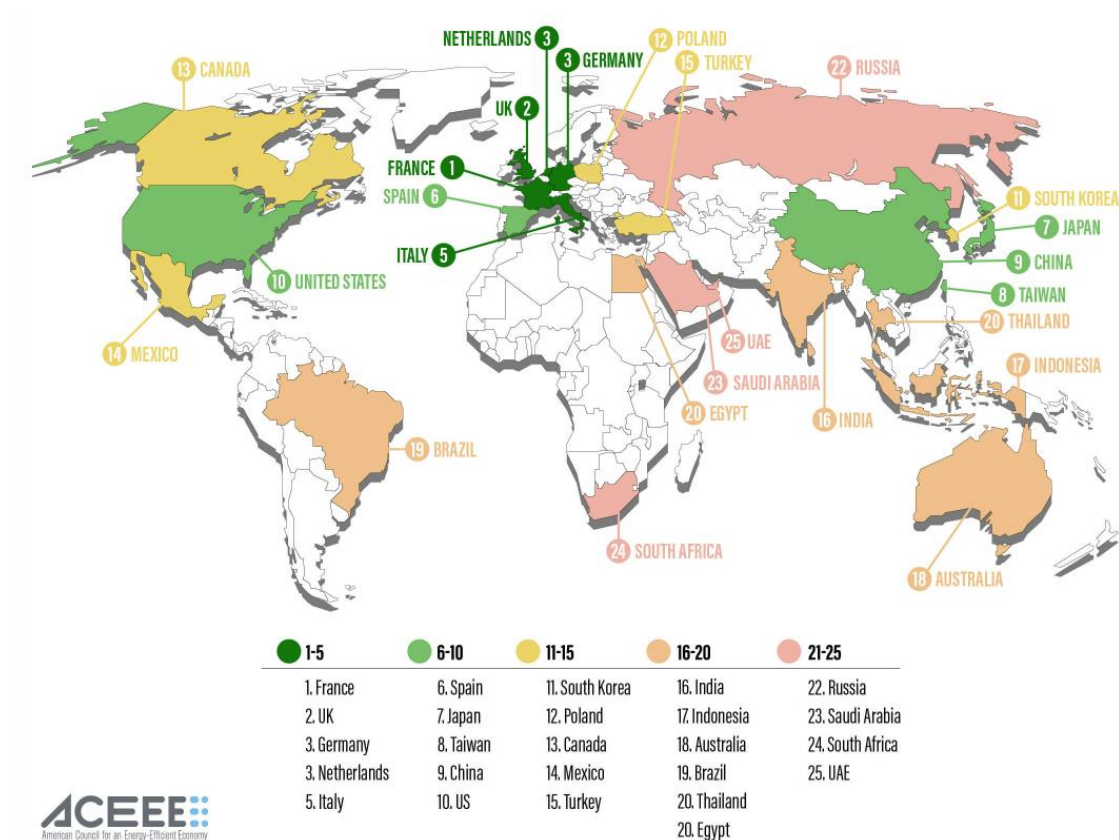 NETHERLANDS 3
12 POLAND
3 GERMANY
15 TURKEY
13 CANADA
22 RUSSIA
UK 2
FRANCE 1
SPAIN 6
11 SOUTH KOREA
7 JAPAN
ITALY 5
9 CHINA
10 UNITED STATES
8 TAIWAN
20 THAILAND
25 UAE
14 MEXICO
17 INDONESIA
23 SAUDI ARABIA
20 EGYPT
16 INDIA
19 BRAZIL
24 SOUTH AFRICA
18 AUSTRALIA
1-5
1. France
2. UK
3. Germany
3. Netherlands
5. Italy
6-10
6. Spain
7. Japan
8. Taiwan
9. China
10. US
11-15
11. South Korea
12. Poland
13. Canada
14. Mexico
15. Turkey
16-20
16. India
17. Indonesia
18. Australia
19. Brazil
20. Thailand
20. Egypt
21-25
22. Russia
23. Saudi Arabia
24. South Africa
25. UAE
ACEEE
American Council for an Energy-Efficient Economy